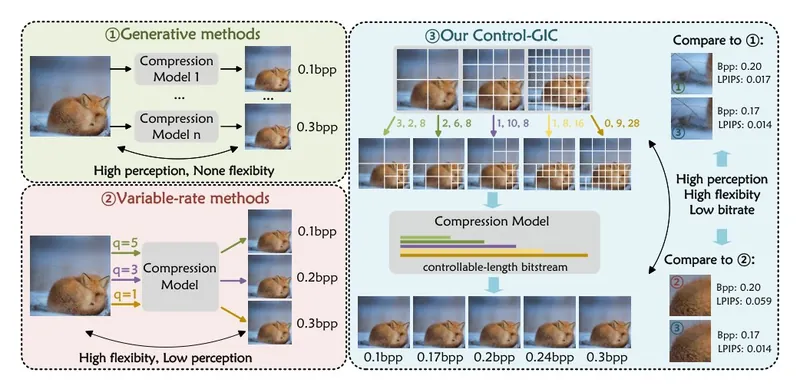 ①Generative methods
Compression
Model 1
0.1bpp
...
...
...
Compression
Model n
0.3bpp
High perception, None flexibity
②Variable-rate methods
q=5
q=3
q=1
Compression
Model
0.1bpp
0.2bpp
0.3bpp
High flexibity, Low perception
③Our Control-GIC
3, 2, 8
2, 6, 8
1, 10, 8
1, 8, 16
0, 9, 28
Compression Model
controllable-length bitstream
0.1bpp
0.17bpp
0.2bpp
0.24bpp
0.3bpp
Compare to ①:
①
Bpp: 0.20
LPIPS: 0.017
③
Bpp: 0.17
LPIPS: 0.014
High perception
High flexibity
Low bitrate
Compare to ②:
②
Bpp: 0.20
LPIPS: 0.059
③
Bpp: 0.17
LPIPS: 0.014